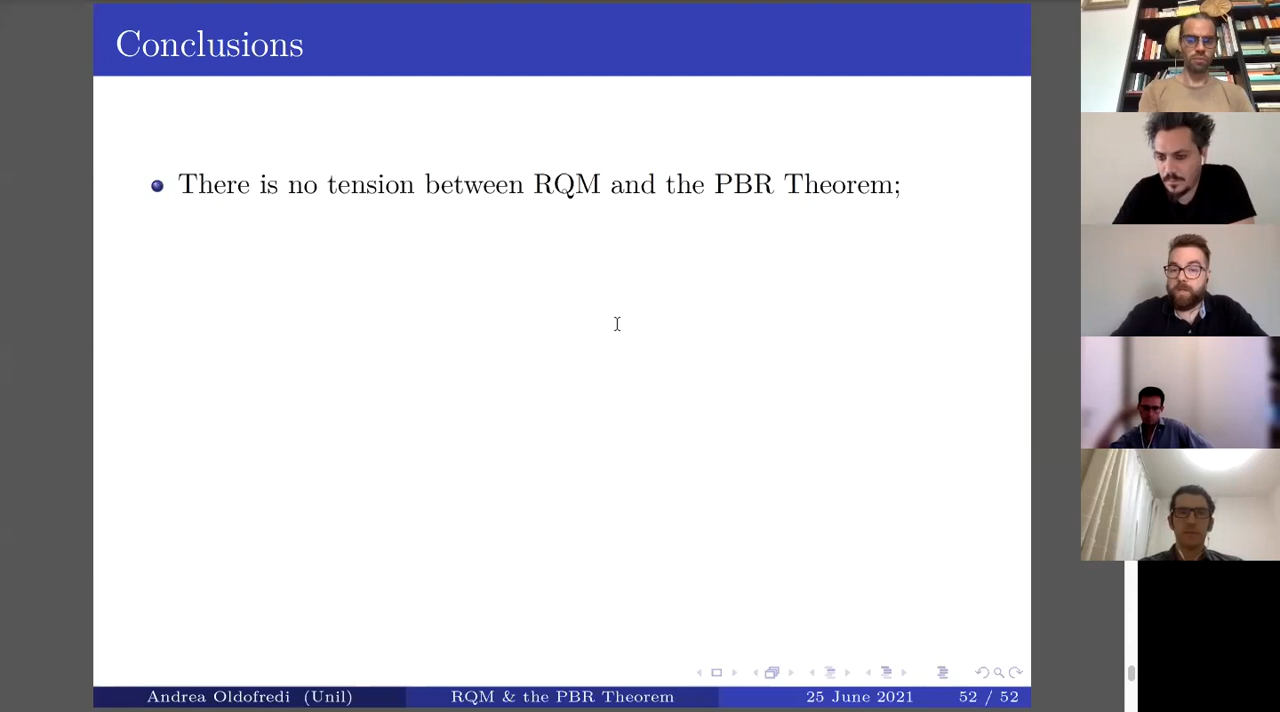 Conclusions
There is no tension between RQM and the PBR Theorem;
Andrea Oldofredi (Unil) RQM & the PBR Theorem 25 June 2021 52 / 52